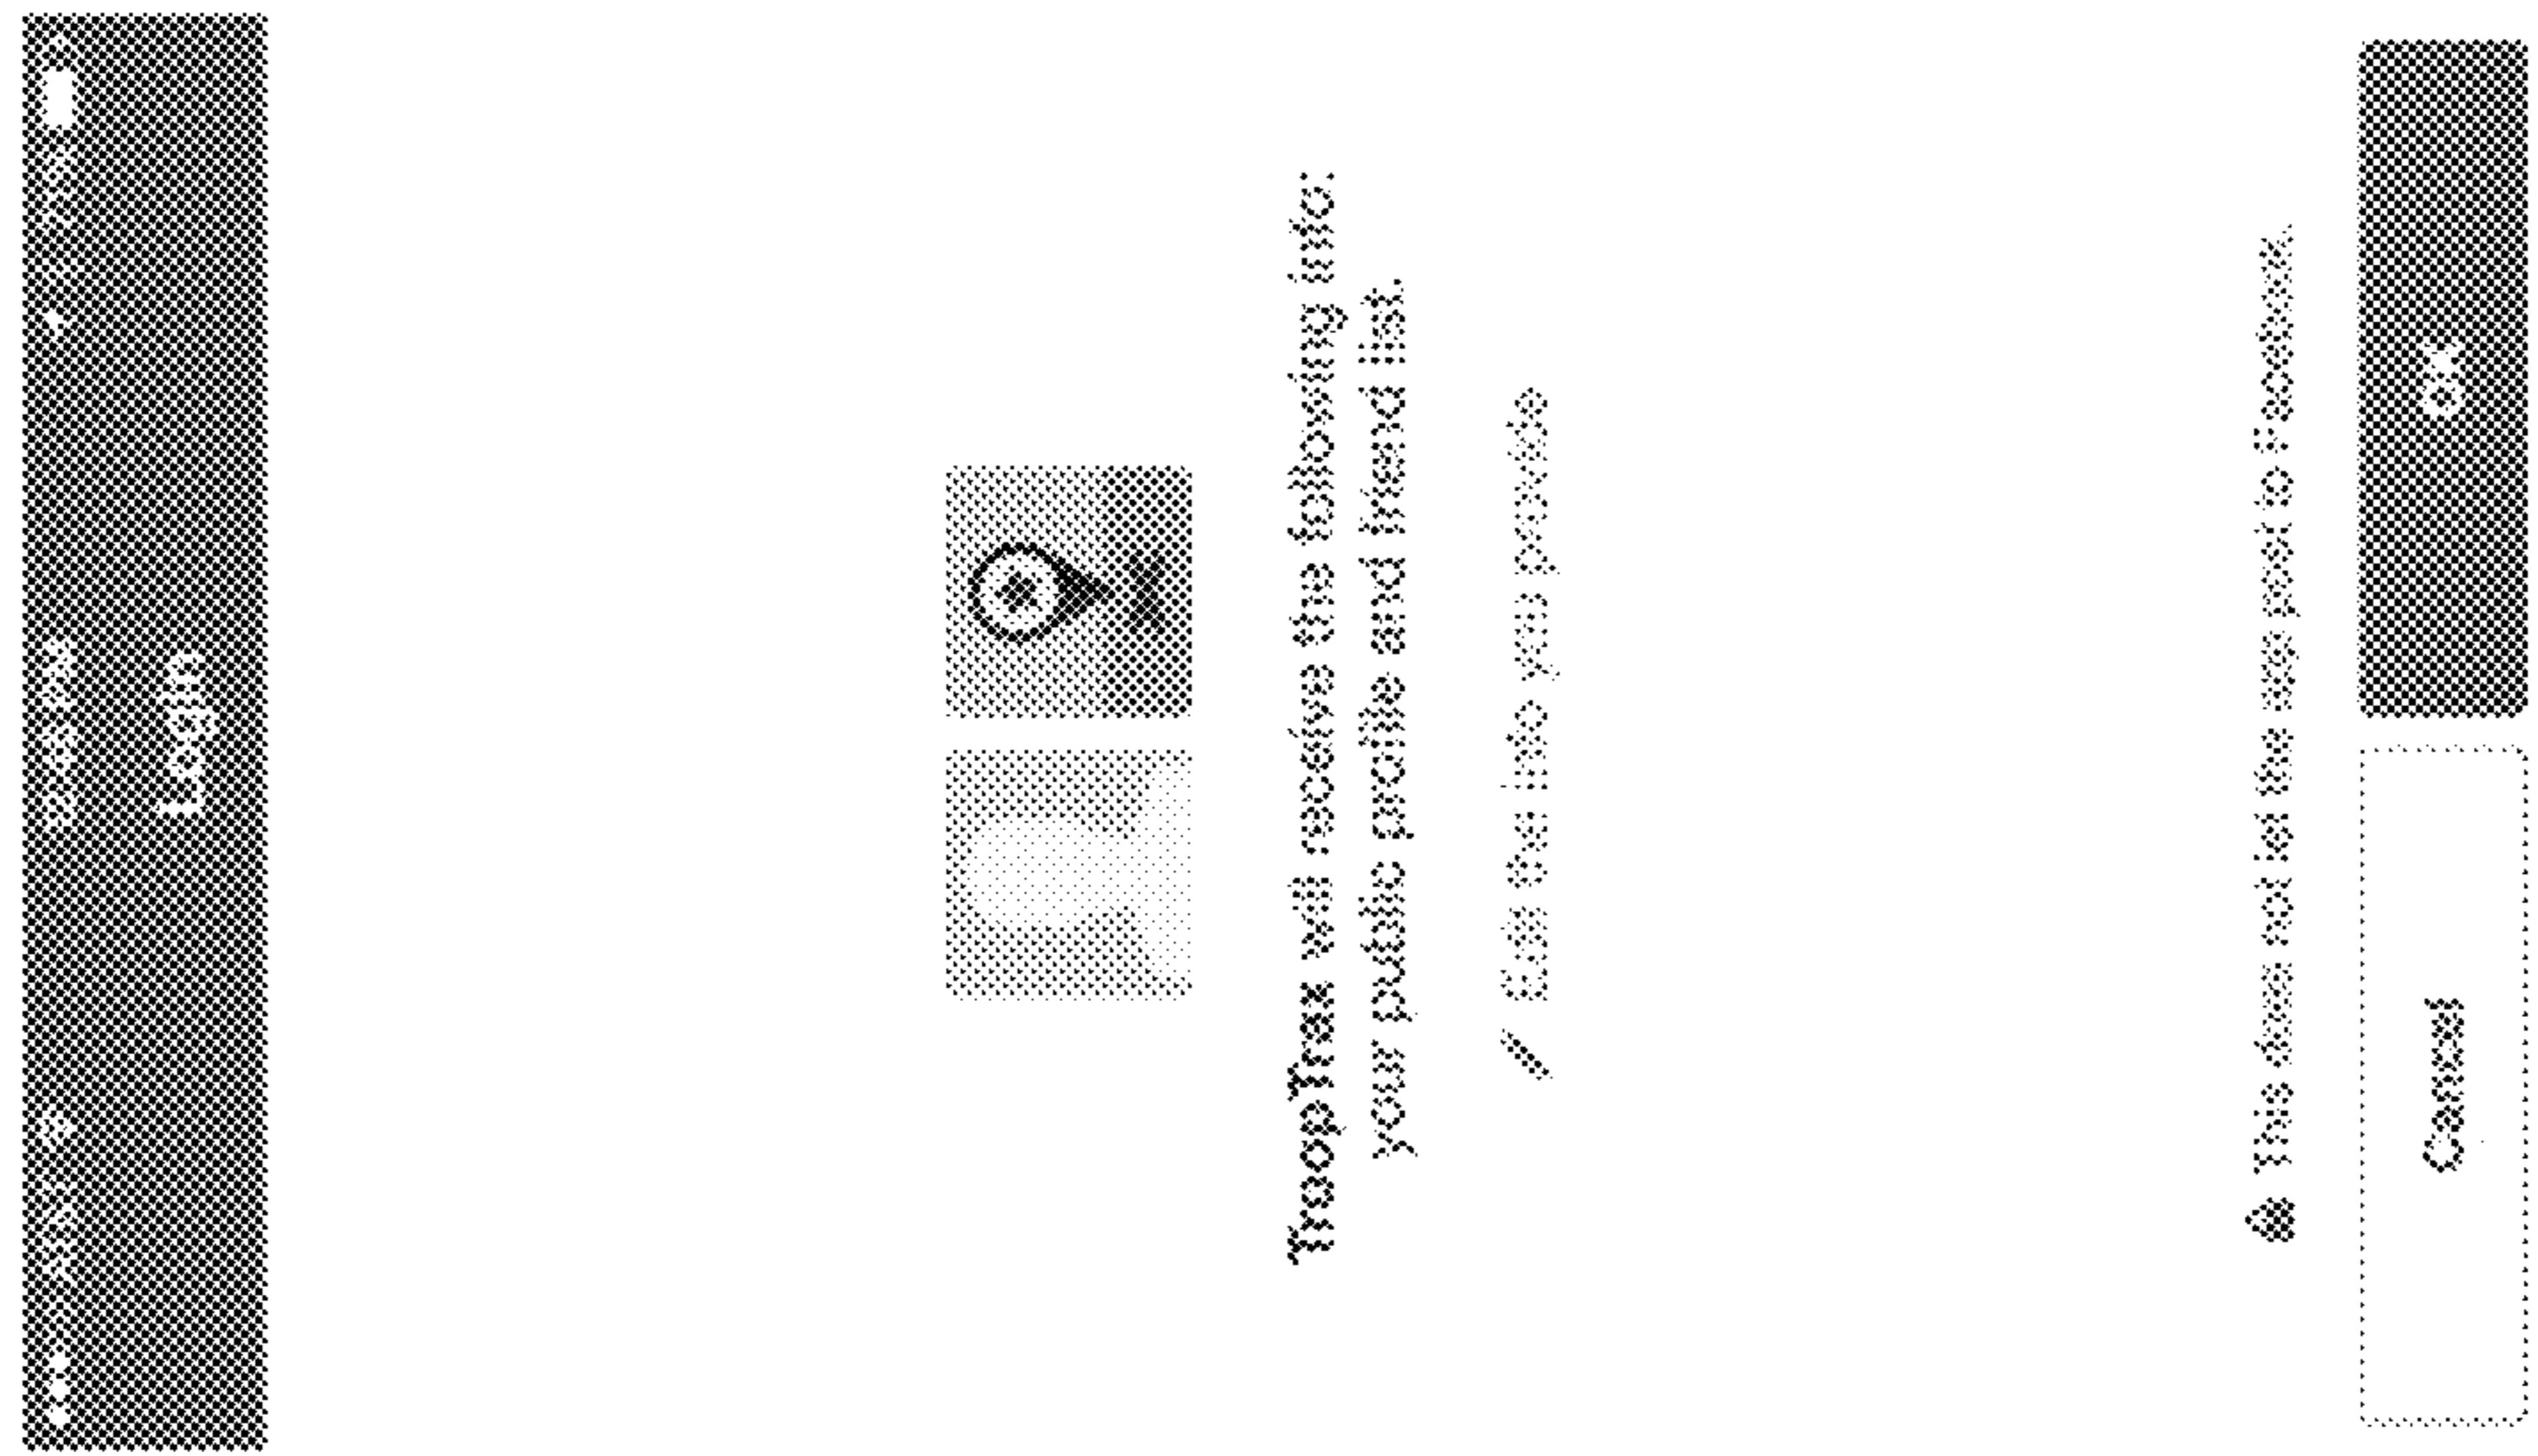 Login
TroopTrax will receive the following info:
your public profile and friend list.
Edit the info you provide
This does not let the app post to Facebook.
Cancel
OK